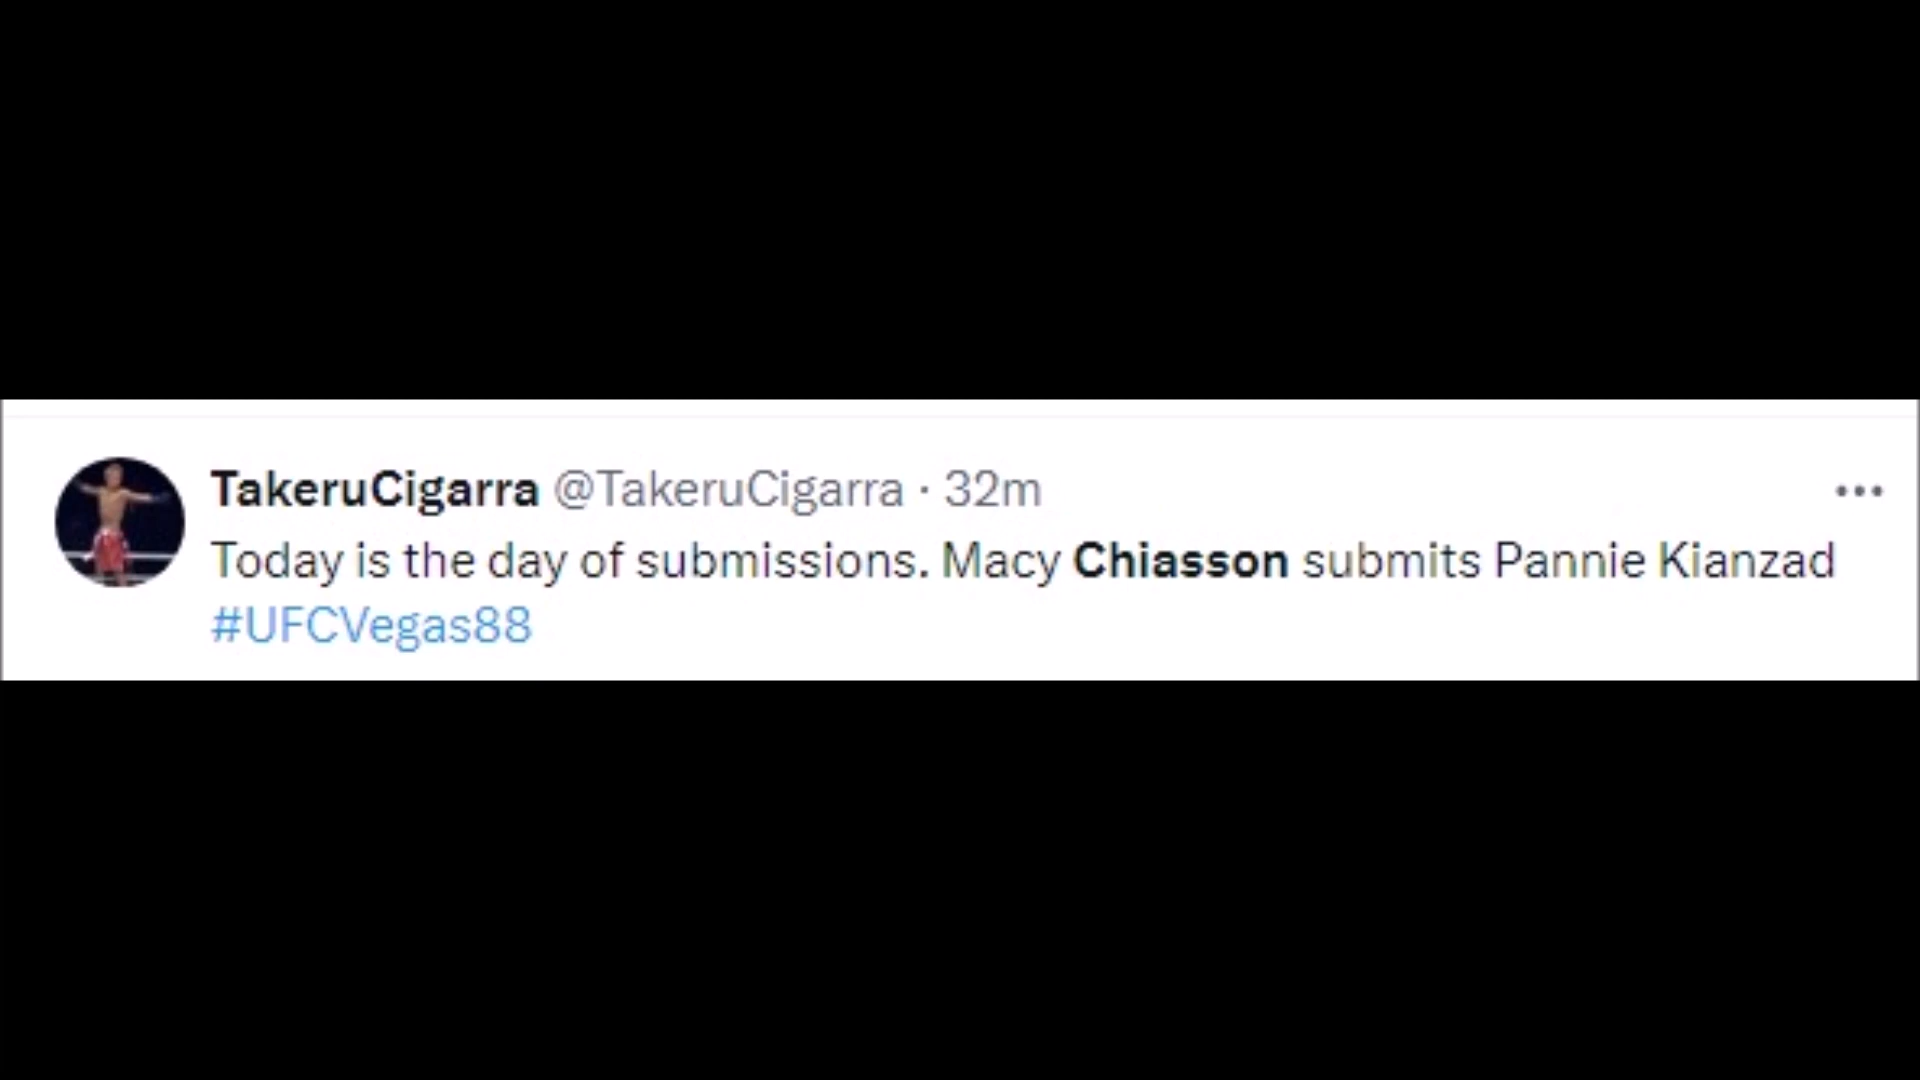 TakeruCigarra @TakeruCigarra · 32m
Today is the day of submissions. Macy Chiasson submits Pannie Kianzad
#UFCVegas88